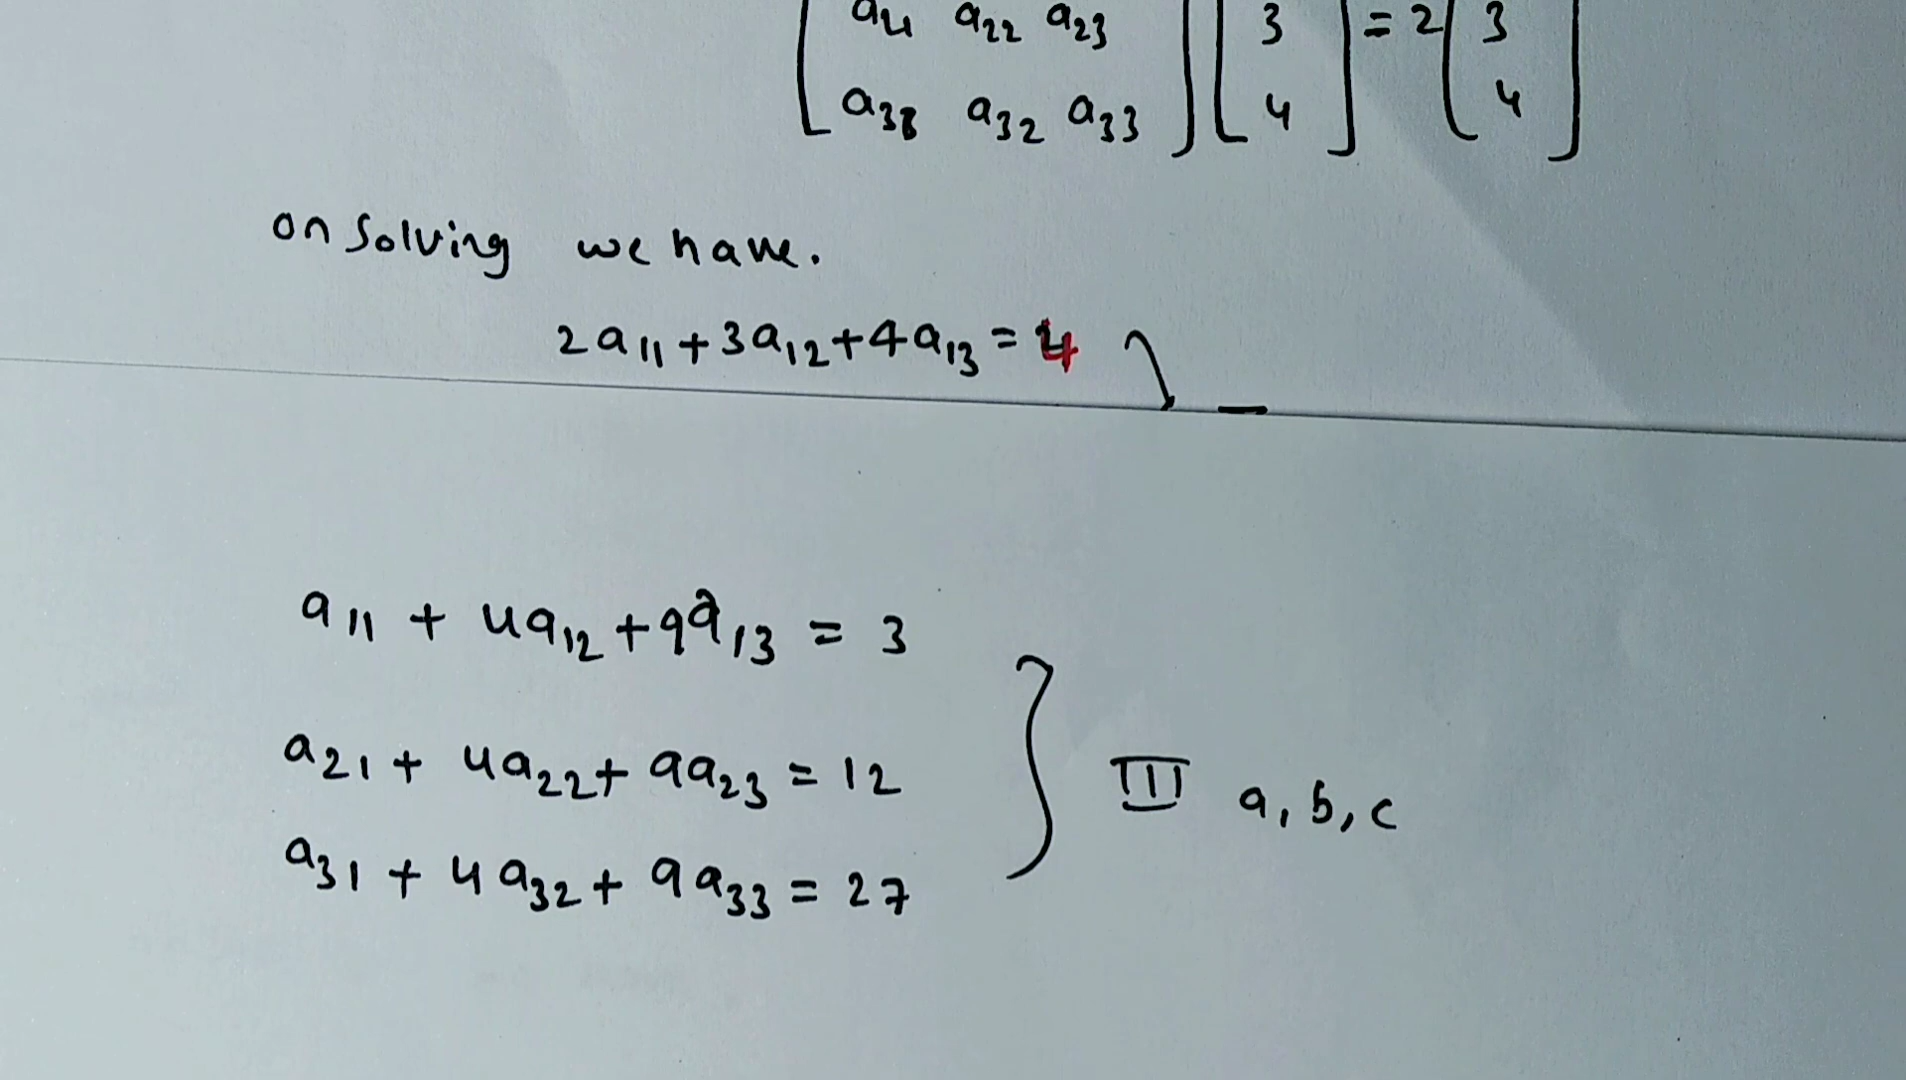 a21 a22 a23 3 = 2 3
a38 a32 a33 4 4
on solving we have.
2a11 + 3a12 + 4a13 = 4
a11 + 4a12 + 9a13 = 3
a21 + 4a22 + 9a23 = 12
a31 + 4a32 + 9a33 = 27
III a, b, c